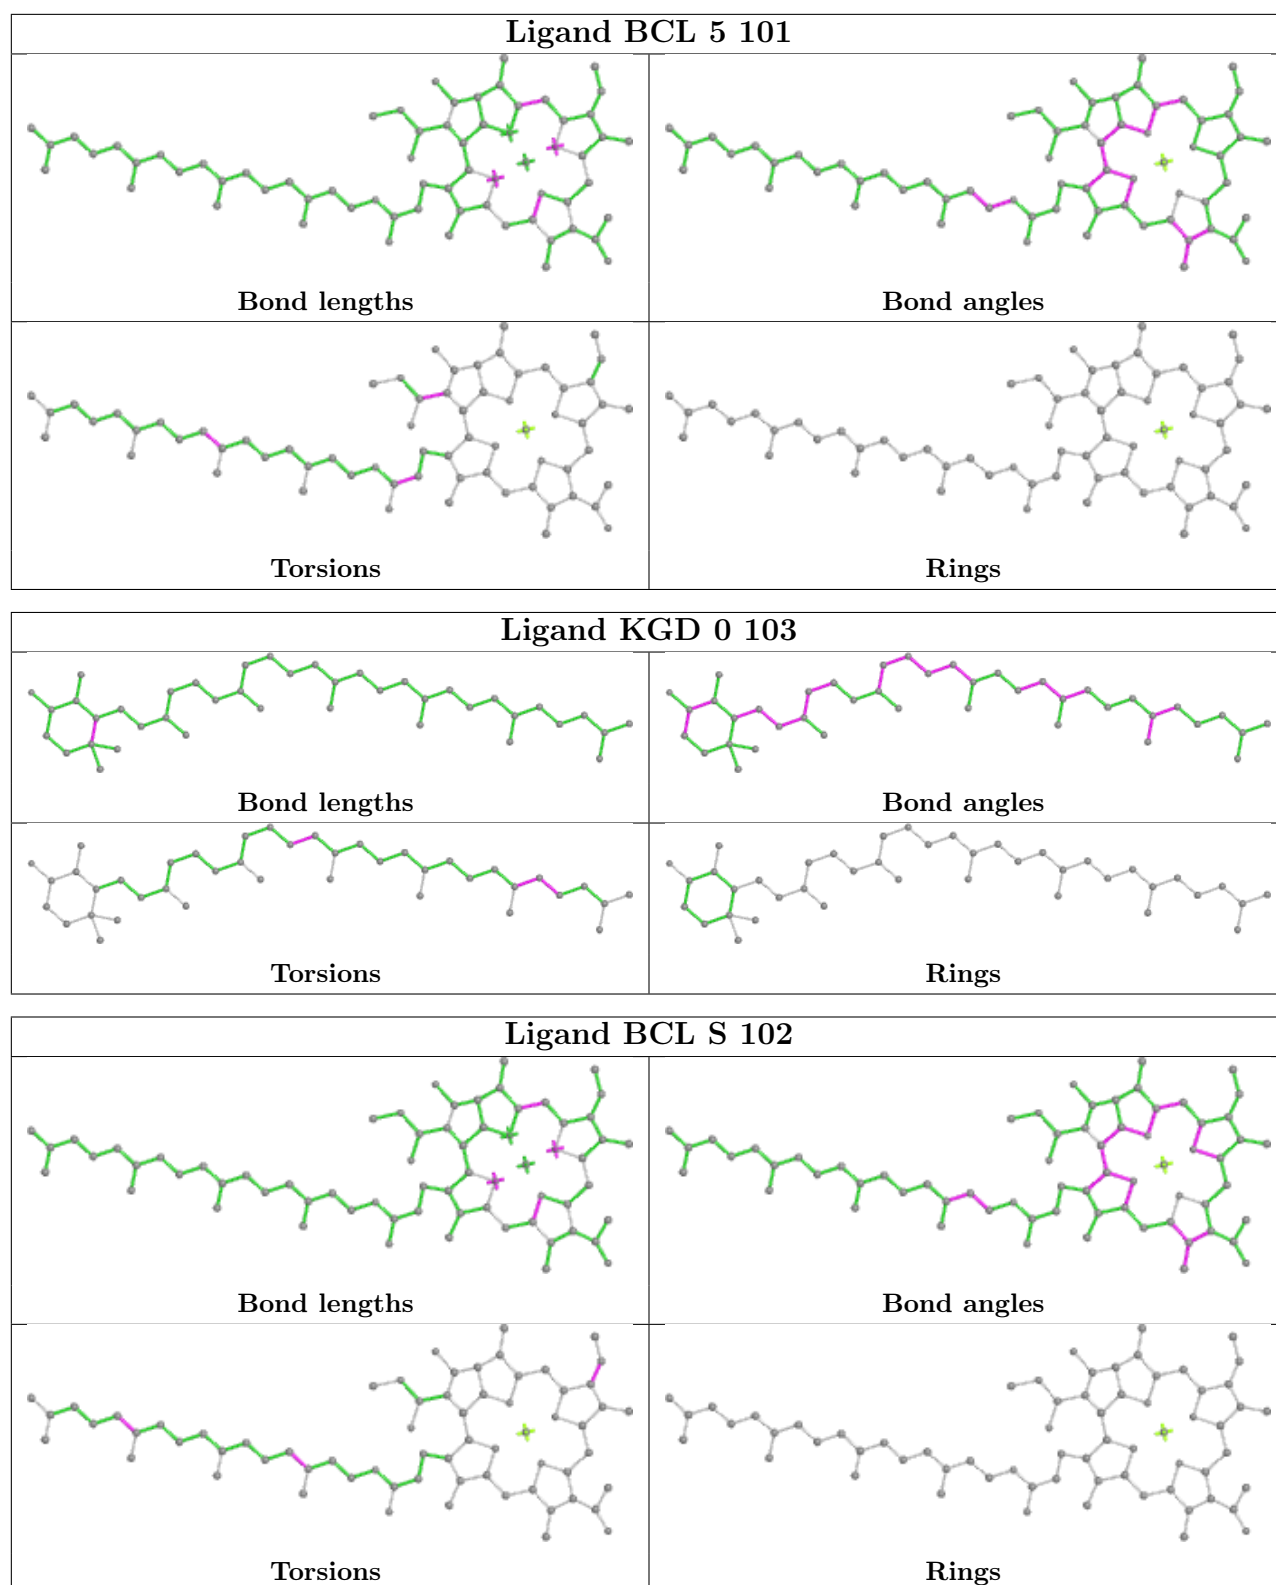 Ligand BCL 5 101
Bond lengths
Bond angles
Torsions
Rings
Ligand KGD 0 103
Bond lengths
Bond angles
Torsions
Rings
Ligand BCL S 102
Bond lengths
Bond angles
Torsions
Rings